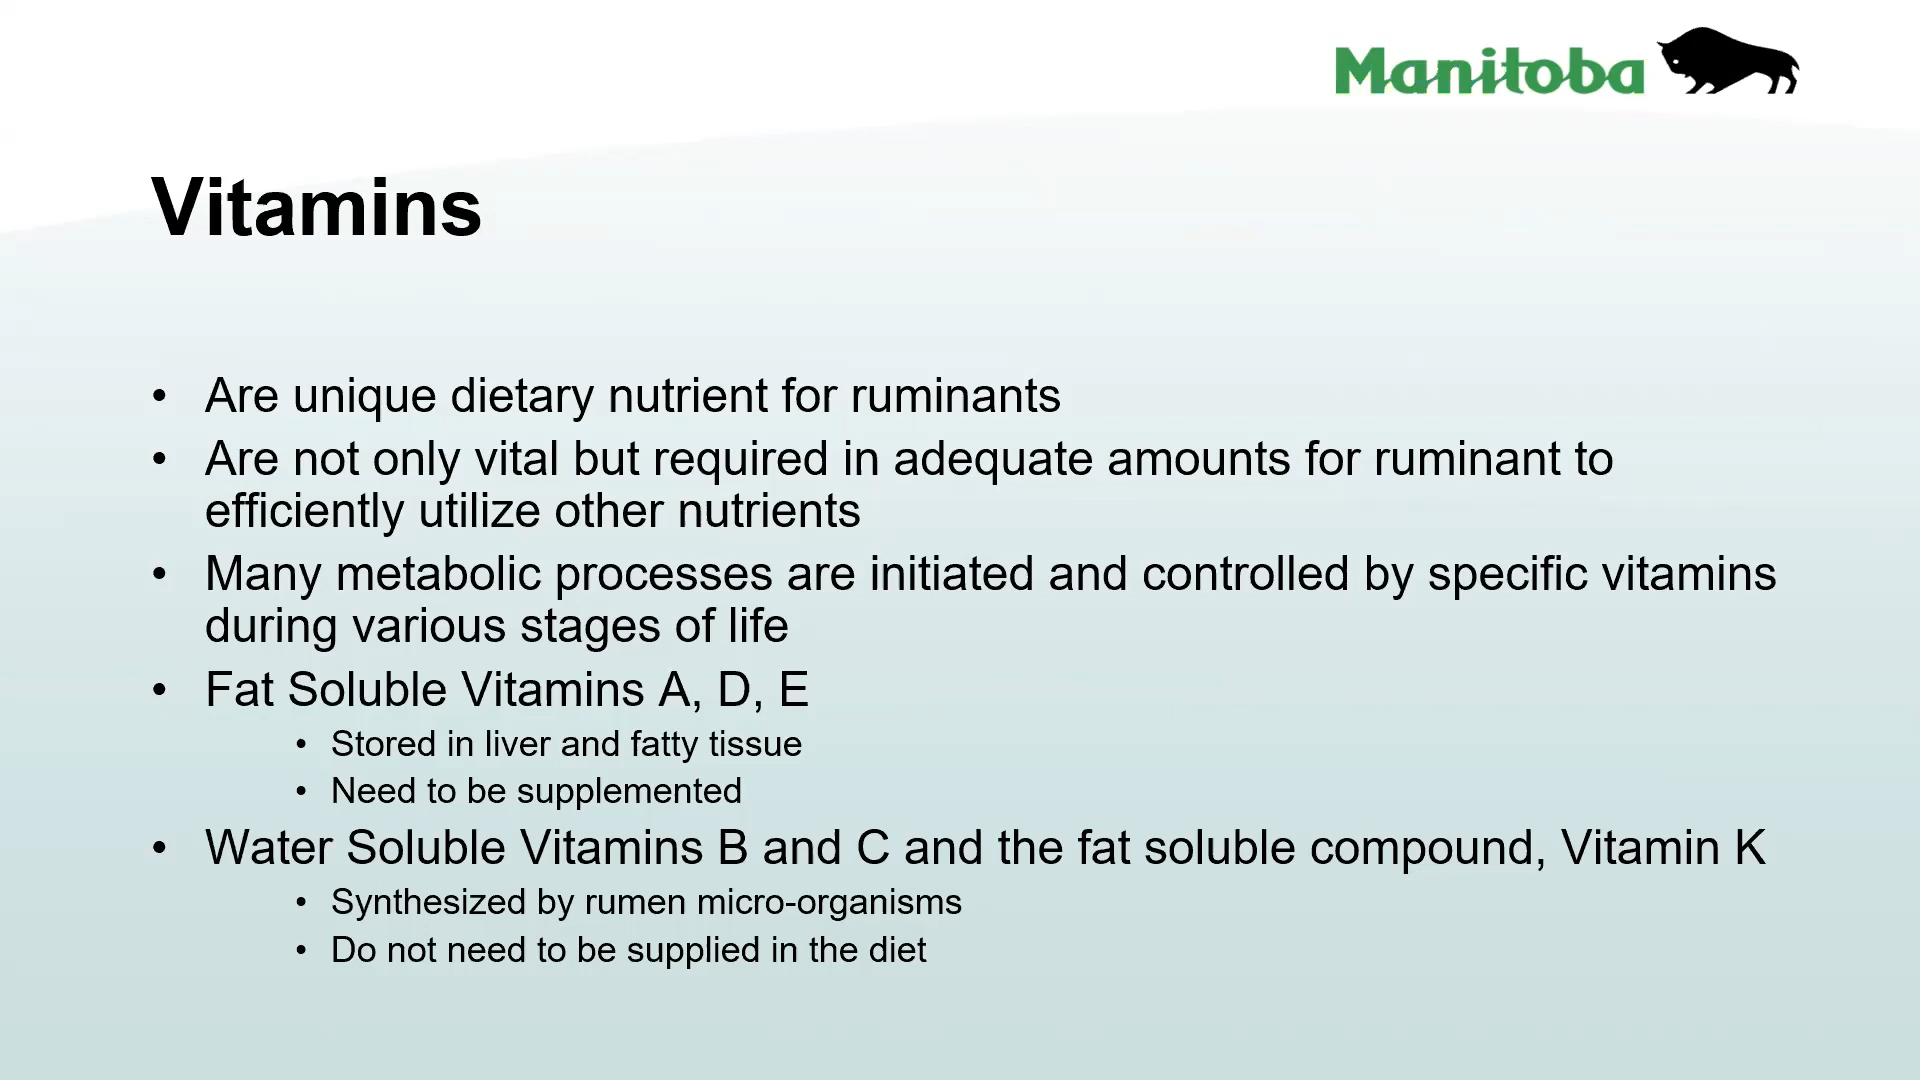 Manitoba
Vitamins
• Are unique dietary nutrient for ruminants
• Are not only vital but required in adequate amounts for ruminant to
efficiently utilize other nutrients
• Many metabolic processes are initiated and controlled by specific vitamins
during various stages of life
• Fat Soluble Vitamins A, D, E
• Stored in liver and fatty tissue
• Need to be supplemented
• Water Soluble Vitamins B and C and the fat soluble compound, Vitamin K
• Synthesized by rumen micro-organisms
• Do not need to be supplied in the diet